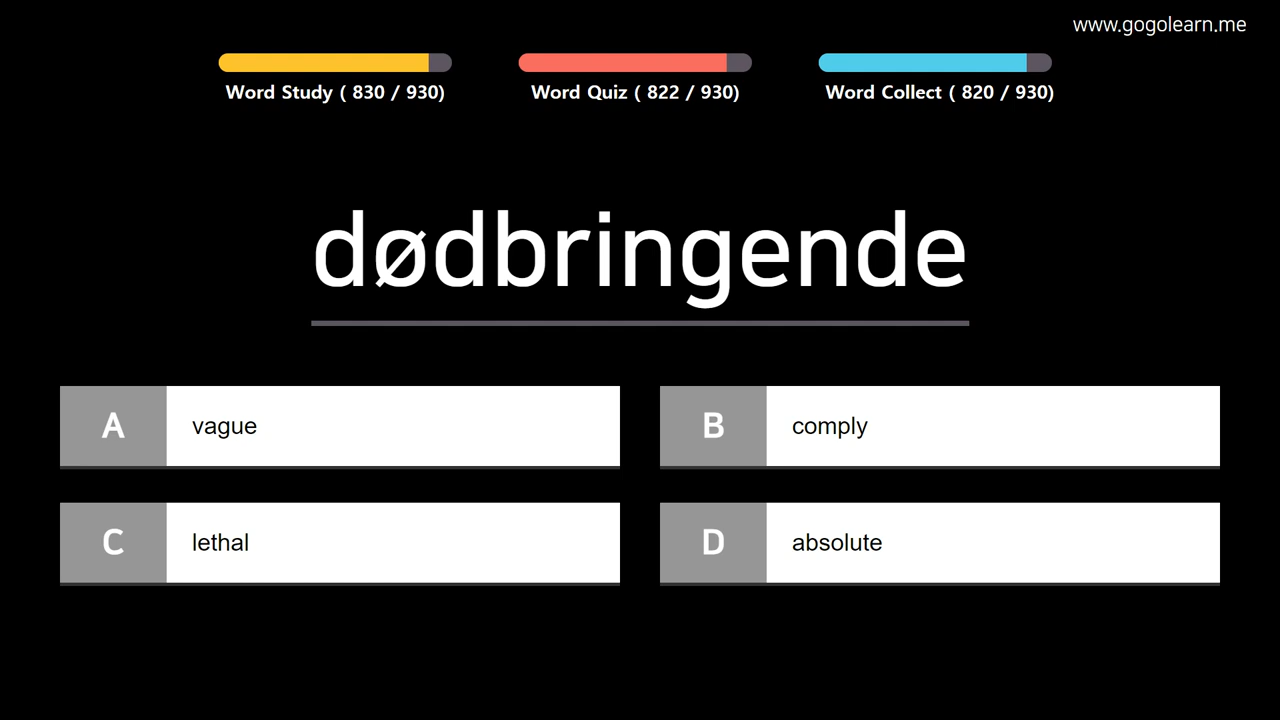 www.gogolearn.me
Word Study ( 830 / 930)
Word Quiz ( 822 / 930)
Word Collect ( 820 / 930)
dødbringende
A vague
B comply
C lethal
D absolute